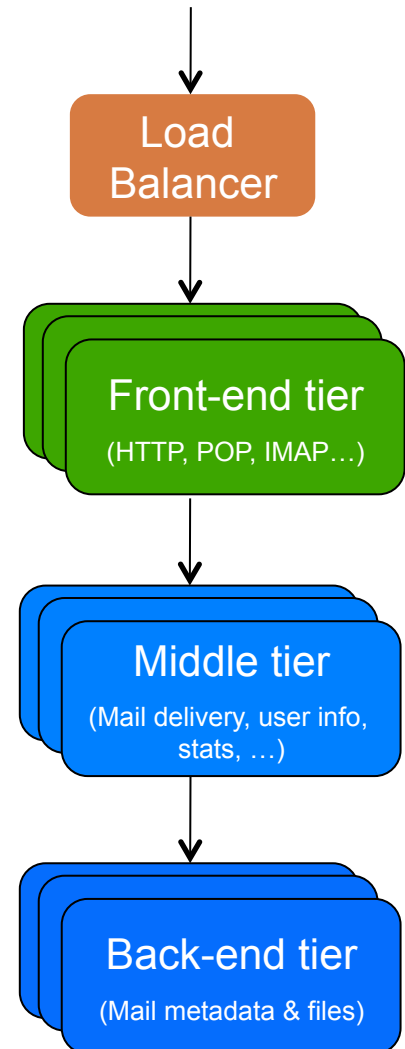 Load
Balancer
Front-end tier
(HTTP, POP, IMAP…)
Middle tier
(Mail delivery, user info,
stats, …)
Back-end tier
(Mail metadata & files)